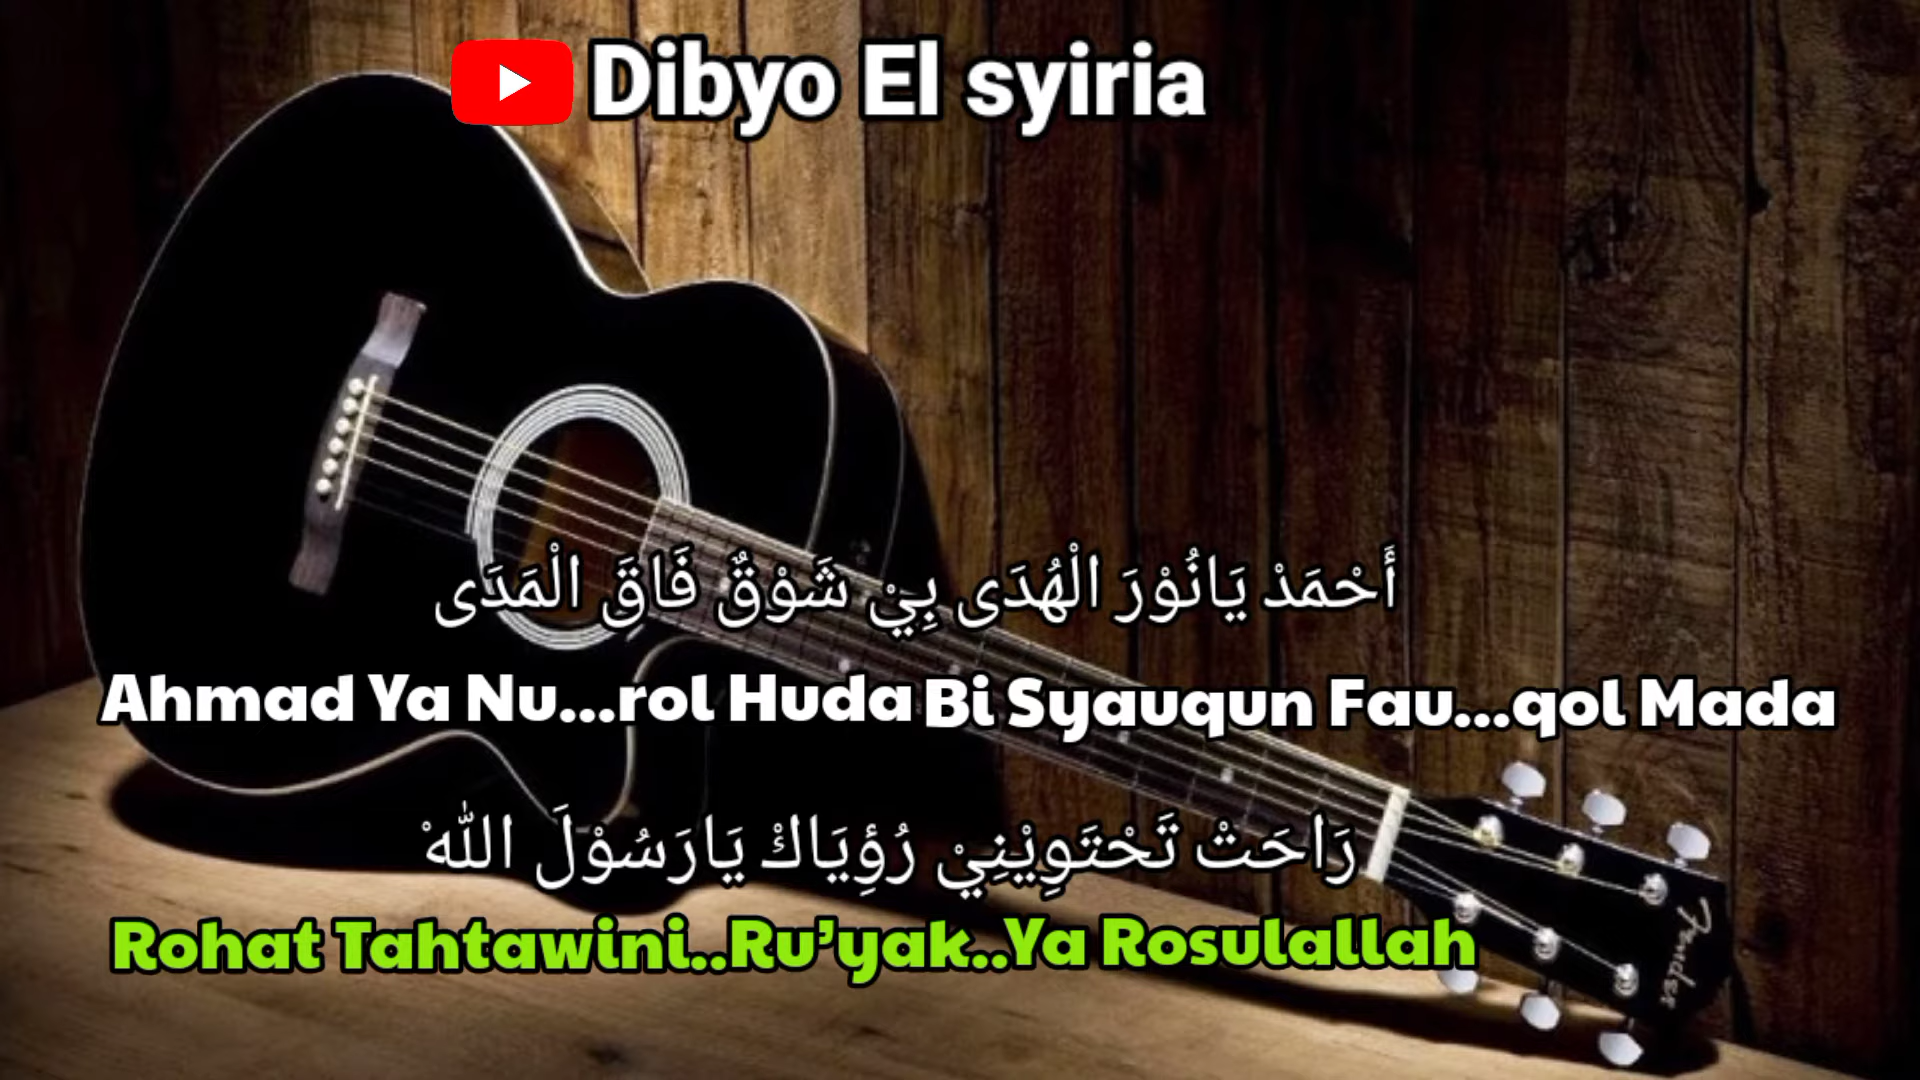 Dibyo El syiria
أَحْمَدْ يَانُوْرَ الْهُدَى بِيْ شَوْقٌ فَاقَِ الْمَدَى
Ahmad Ya Nu...rol Huda Bi Syauqun Fau...qol Mada
رَاحَتْ تَحْتَوِيْنِيْ رُؤِيَاكْ يَارَسُوْلَ اللهْ
Rohat Tahtawini..Ru'yak..Ya Rosulallah
Fender